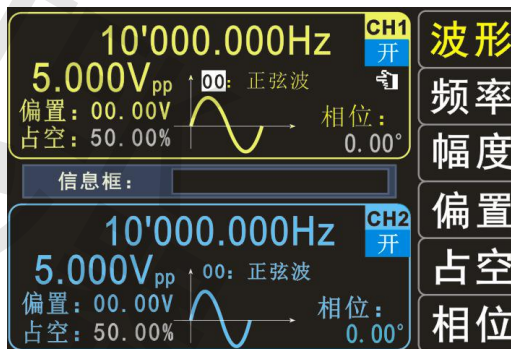 10'000.000Hz
CH1
开
5.000Vpp
00: 正弦波
偏置: 00.00V
占空: 50.00%
相位:
0.00°
信息框:
10'000.000Hz
CH2
开
5.000Vpp
00: 正弦波
偏置: 00.00V
占空: 50.00%
相位:
0.00°
波形
频率
幅度
偏置
占空
相位